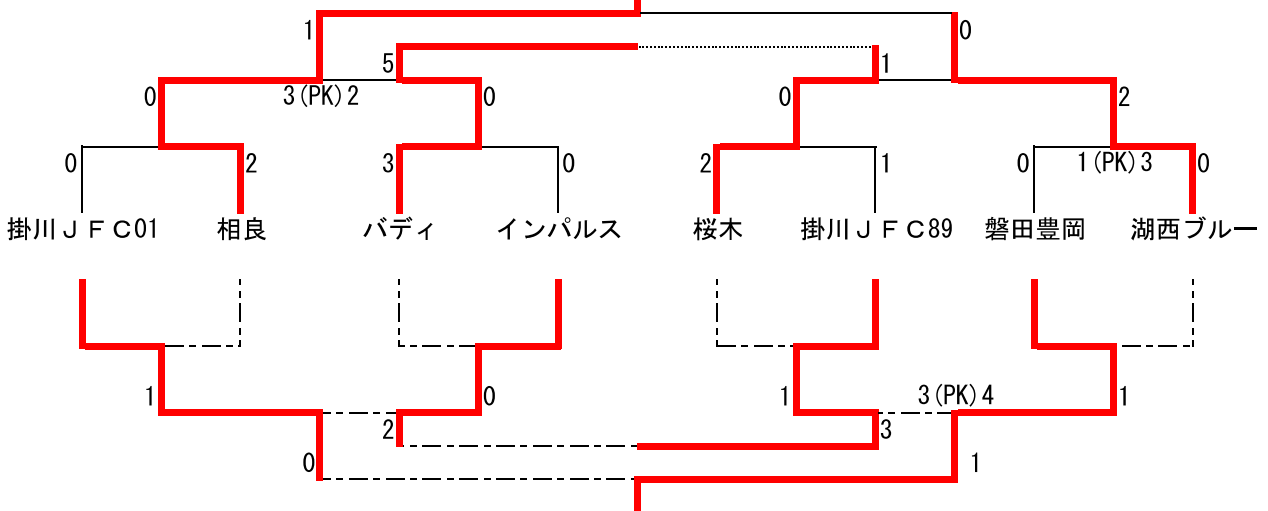 1 0
5 1
0 3(PK)2 0 0 2
0 2 3 0 2 1 0 1(PK)3 0
掛川JFC01 相良 バディ インパルス 桜木 掛川JFC89 磐田豊岡 湖西ブルー
1 0 1 3(PK)4 1
2 3
0 1